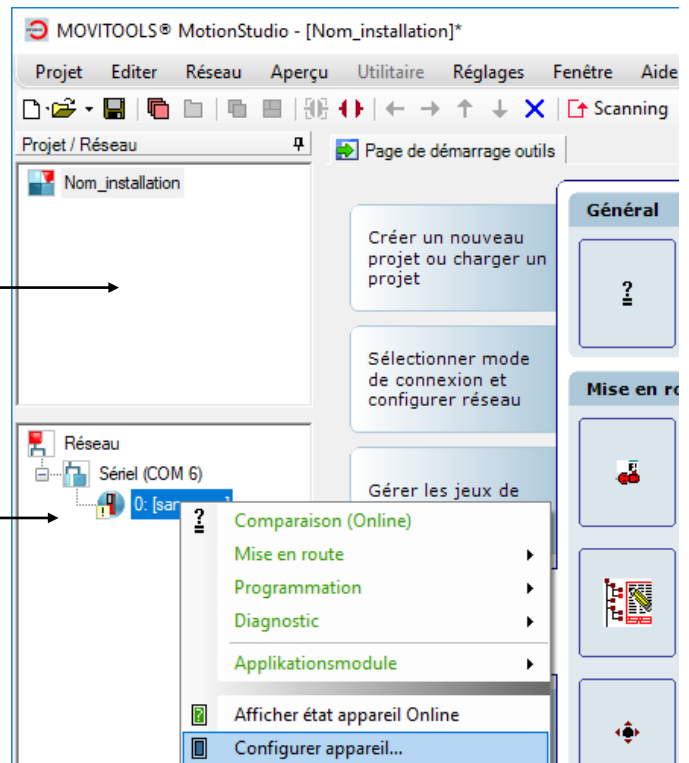 MOVITOOLS® MotionStudio - [Nom_installation]*
Projet Editer Réseau Aperçu Utilitaire Réglages Fenêtre Aide
Scanning
Projet / Réseau
Page de démarrage outils
Nom_installation
Général
Créer un nouveau
projet ou charger un
projet
?
Sélectionner mode
de connexion et
configurer réseau
Mise en
Réseau
Sériel (COM 6)
0:
Gérer les jeux de
? Comparaison (Online)
Mise en route
Programmation
Diagnostic
Applikationsmodule
? Afficher état appareil Online
Configurer appareil...